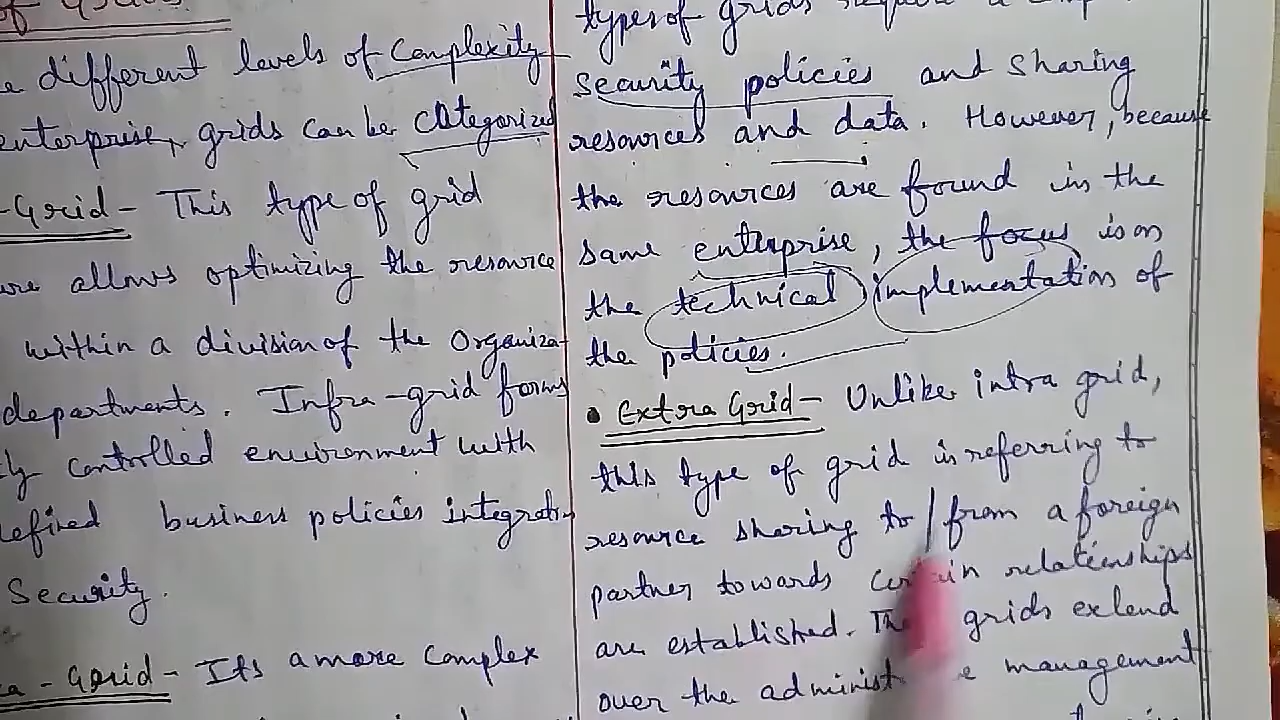 different levels of Complexity
enterprise, grids can be Categorized
Grid - This type of grid
allows optimizing the resource
within a division of the Organiza-
departments. Infra-grid forms
controlled environment with
business policies integration
Security.
Grid - Its a more Complex
types of grids
security policies and sharing
resources and data. However, because
the resources are found in the
same enterprise, the focus is on
the technical implementation of
the policies.
• Extra Grid - Unlike intra grid,
this type of grid is referring to
resource sharing to/from a foreign
partner towards certain relationships
are established. grids extend
over the management